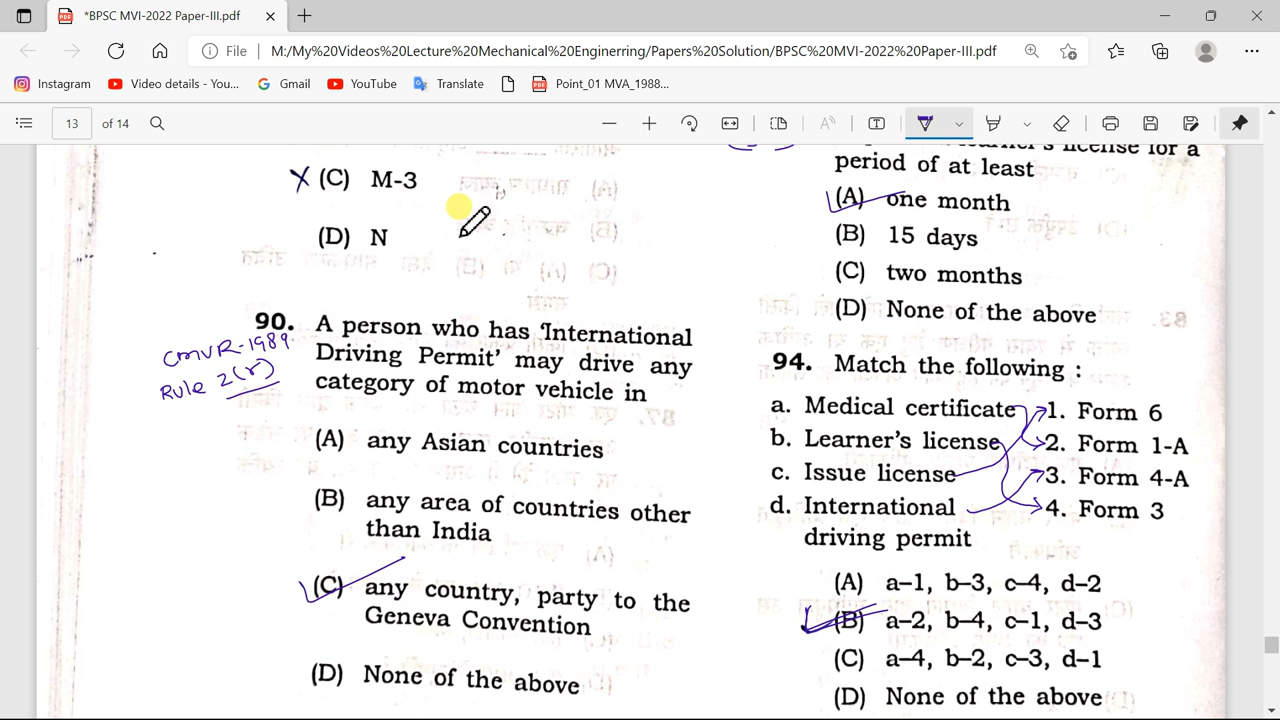 *BPSC MVI-2022 Paper-III.pdf
File
M:/My%20Videos%20Lecture%20Mechanical%20Enginerring/Papers%20Solution/BPSC%20MVI-2022%20Paper-III.pdf
Instagram
Video details - You...
Gmail
YouTube
Translate
Point_01 MVA_1988...
13 of 14
(C) M-3
(D) N
90. A person who has 'International
Driving Permit' may drive any
category of motor vehicle in
CMVR-1989
Rule 2(r)
(A) any Asian countries
(B) any area of countries other
than India
(C) any country, party to the
Geneva Convention
(D) None of the above
learner's license for a
period of at least
(A) one month
(B) 15 days
(C) two months
(D) None of the above
94. Match the following :
a. Medical certificate 1. Form 6
b. Learner's license 2. Form 1-A
c. Issue license 3. Form 4-A
d. International 4. Form 3
driving permit
(A) a–1, b–3, c–4, d–2
(B) a–2, b–4, c–1, d–3
(C) a–4, b–2, c–3, d–1
(D) None of the above